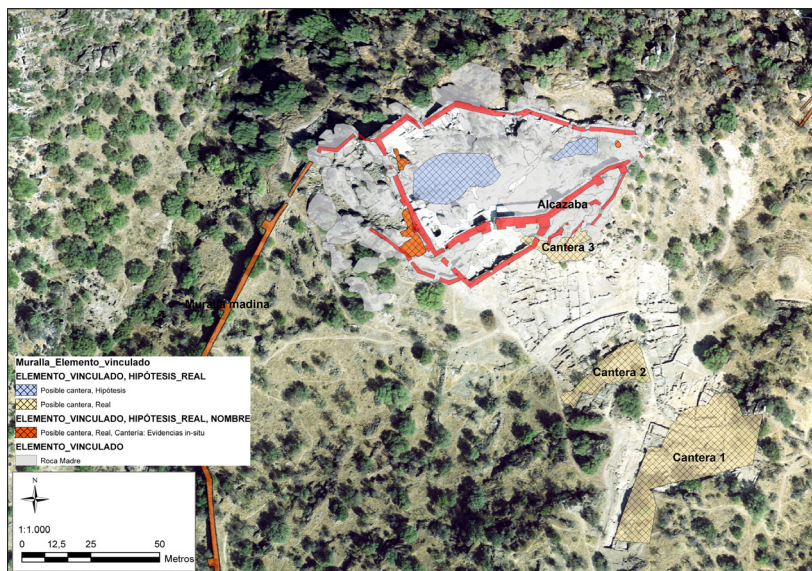 Alcazaba
Cantera 3
Muralla madina
Cantera 2
Cantera 1
Muralla_Elemento_vinculado
ELEMENTO_VINCULADO, HIPÓTESIS_REAL
Posible cantera, Hipótesis
Posible cantera, Real
ELEMENTO_VINCULADO, HIPÓTESIS_REAL, NOMBRE
Posible cantera, Real, Cantería: Evidencias in-situ
ELEMENTO_VINCULADO
Roca Madre
N
1:1.000
0 12,5 25 50
Metros